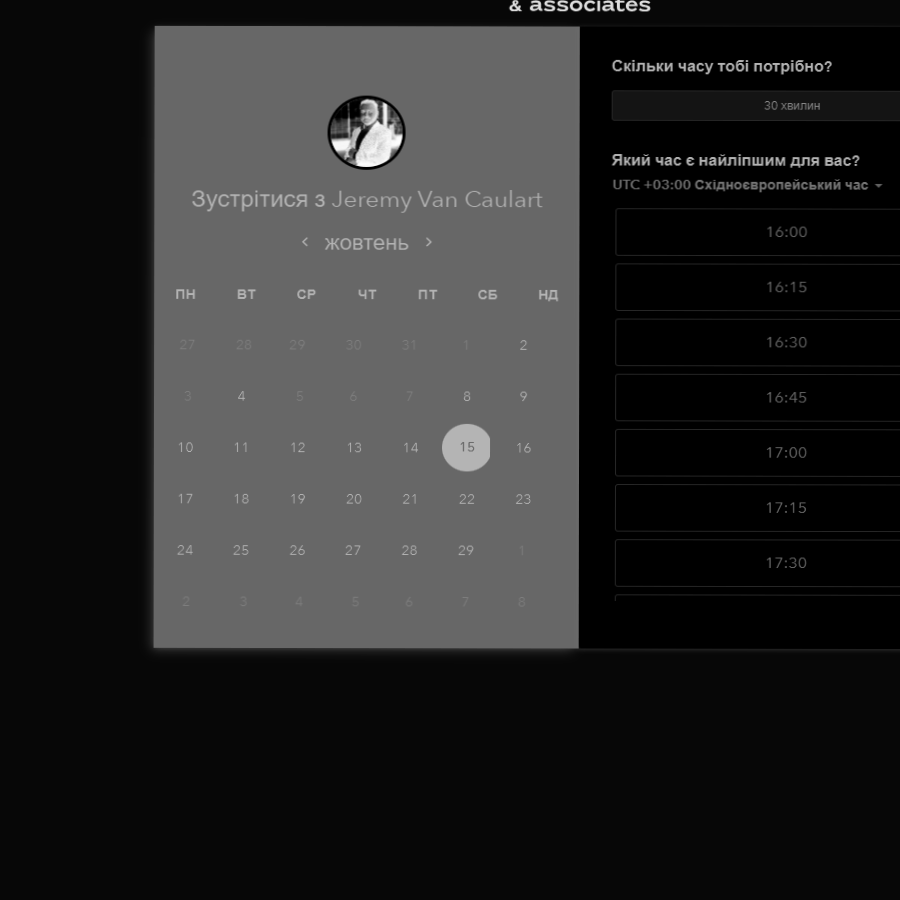 & associates
Зустрітися з Jeremy Van Caulart
жовтень
ПН ВТ СР ЧТ ПТ СБ НД
27 28 29 30 31 1 2
3 4 5 6 7 8 9
10 11 12 13 14 15 16
17 18 19 20 21 22 23
24 25 26 27 28 29 1
2 3 4 5 6 7 8
Скільки часу тобі потрібно?
30 хвилин
Який час є найліпшим для вас?
UTC +03:00 Східноєвропейський час
16:00
16:15
16:30
16:45
17:00
17:15
17:30